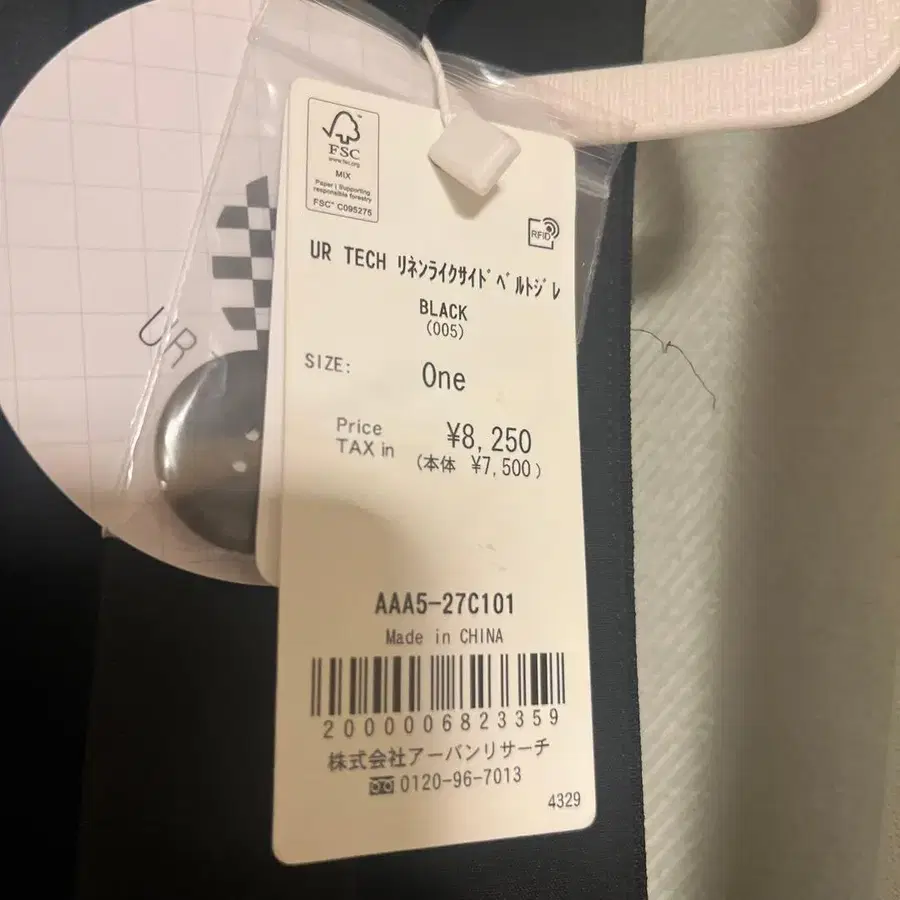 FSC
www.fsc.org
MIX
Paper | Supporting
responsible forestry
FSC® C095275
RFID
UR TECH リネンライクサイドベルトジレ
BLACK
(005)
SIZE: One
Price
TAX in ¥8,250
(本体 ¥7,500)
AAA5-27C101
Made in CHINA
2000006823359
株式会社アーバンリサーチ
0120-96-7013
4329
UR